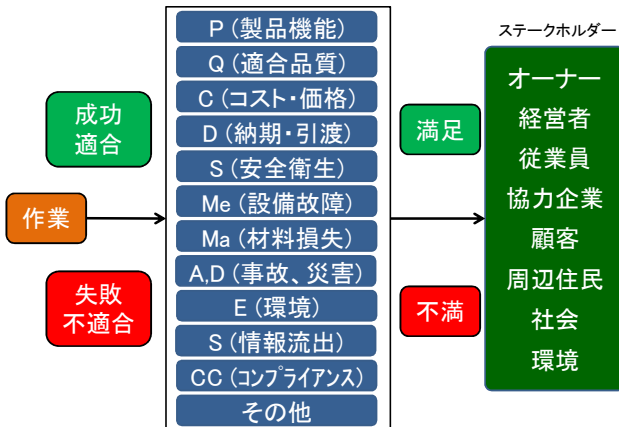 作業
成功
適合
失敗
不適合
P (製品機能)
Q (適合品質)
C (コスト・価格)
D (納期・引渡)
S (安全衛生)
Me (設備故障)
Ma (材料損失)
A,D (事故、災害)
E (環境)
S (情報流出)
CC (コンプライアンス)
その他
満足
不満
ステークホルダー
オーナー
経営者
従業員
協力企業
顧客
周辺住民
社会
環境